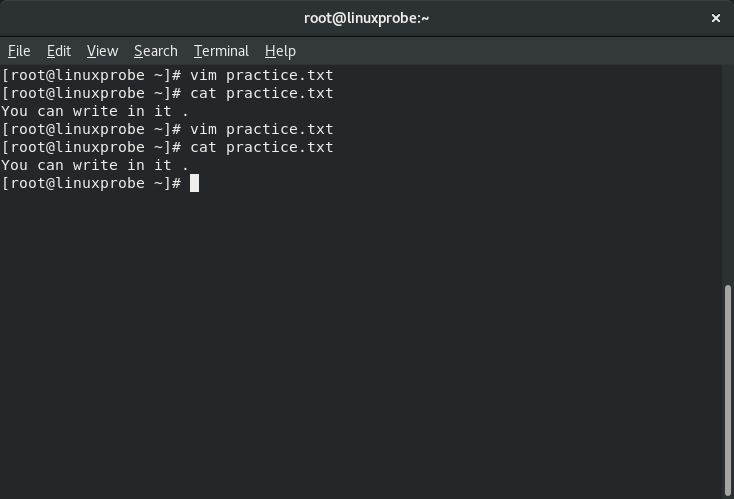 root@linuxprobe:~
File Edit View Search Terminal Help
[root@linuxprobe ~]# vim practice.txt
[root@linuxprobe ~]# cat practice.txt
You can write in it .
[root@linuxprobe ~]# vim practice.txt
[root@linuxprobe ~]# cat practice.txt
You can write in it .
[root@linuxprobe ~]#